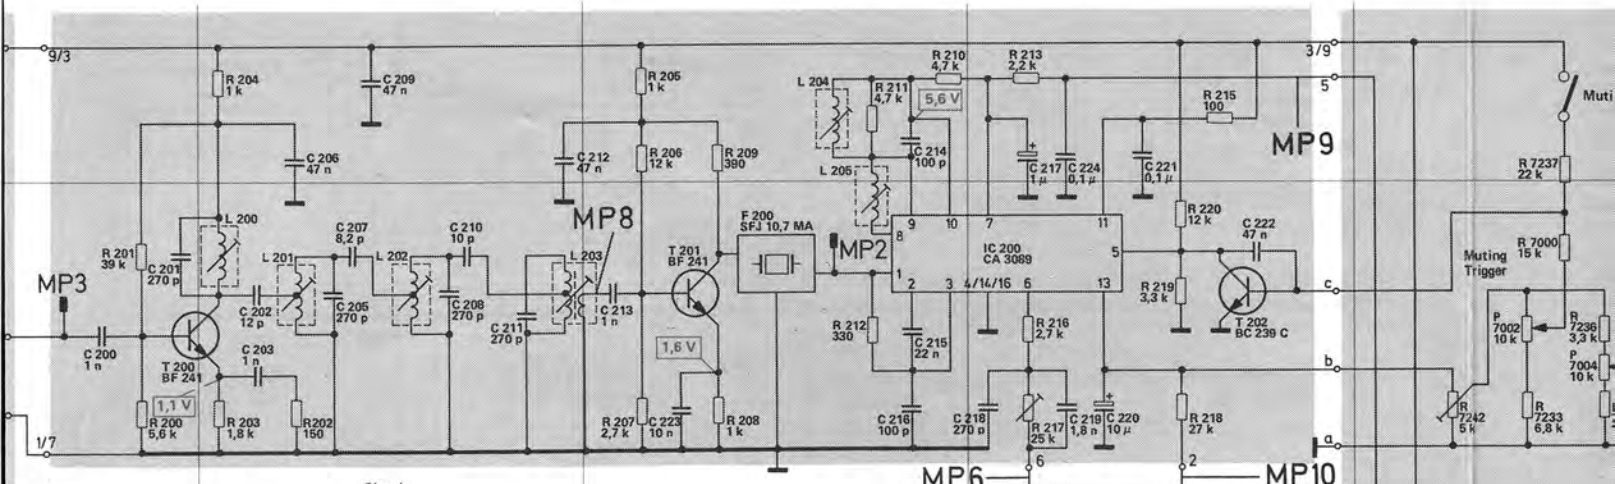 9/3
R 204
1 k
C 209
47 n
C 206
47 n
L 200
R 201
39 k
C 201
270 p
MP3
C 200
1 n
T 200
BF 241
1,1 V
R 200
5,6 k
R 203
1,8 k
C 203
1 n
R202
150
1/7
C 202
12 p
L 201
C 205
270 p
C 207
8,2 p
L 202
C 210
10 p
C 208
270 p
C 211
270 p
L 203
MP8
C 213
1 n
C 212
47 n
R 205
1 k
R 206
12 k
R 209
390
T 201
BF 241
1,6 V
R 207
2,7 k
C 223
10 n
R 208
1 k
F 200
SFJ 10,7 MA
MP2
L 204
L 205
R 211
4,7 k
R 210
4,7 k
5,6 V
C 214
100 p
R 213
2,2 k
C 217
1 µ
C 224
0,1 µ
C 221
0,1 µ
R 215
100
3/9
5
MP9
9
10
7
11
8
IC 200
CA 3089
5
1
2
3
4/14/16
6
13
R 212
330
C 215
22 n
C 216
100 p
C 218
270 p
R 216
2,7 k
R 217
25 k
C 219
1,8 n
C 220
10 µ
R 218
27 k
R 220
12 k
R 219
3,3 k
C 222
47 n
T 202
BC 239 C
MP6
6
2
MP10
c
b
a
Muti
R 7237
22 k
R 7000
15 k
Muting
Trigger
P
7002
10 k
R
7236
3,3 k
P
7004
10 k
R
7242
5 k
R
7233
6,8 k